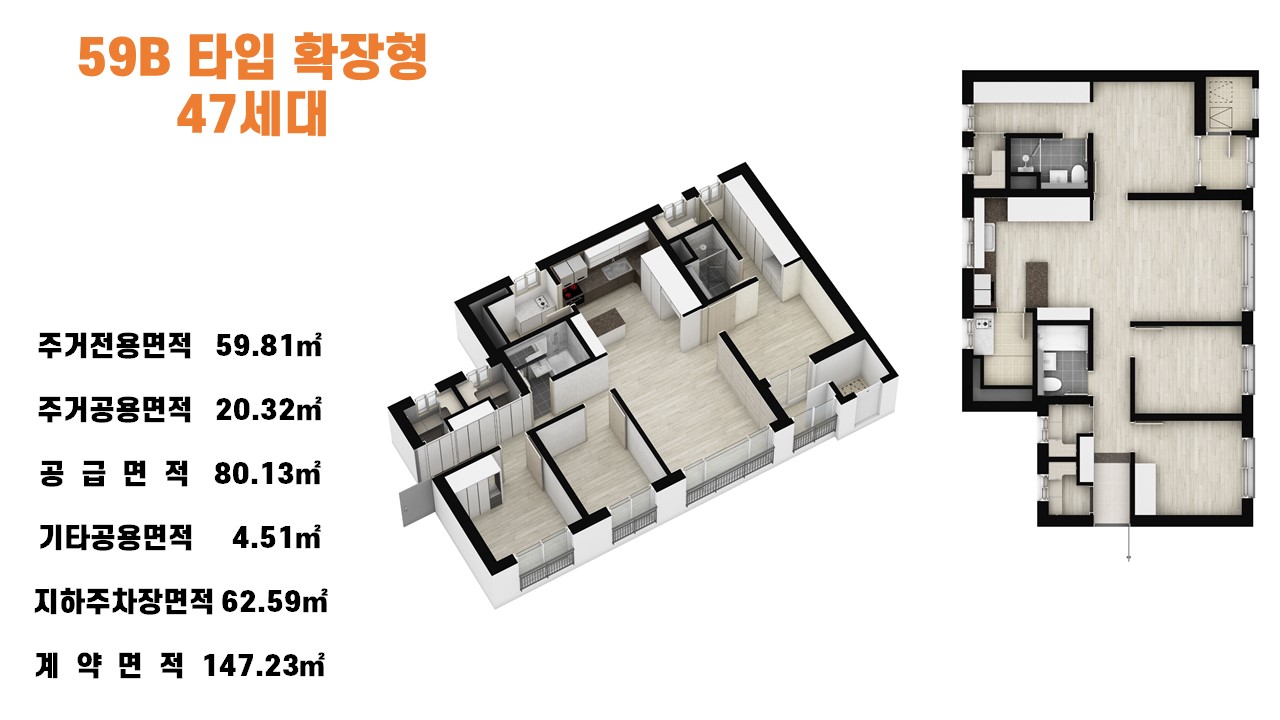 59B 타입 확장형
47세대
주거전용면적 59.81㎡
주거공용면적 20.32㎡
공 급 면 적 80.13㎡
기타공용면적 4.51㎡
지하주차장면적 62.59㎡
계 약 면 적 147.23㎡